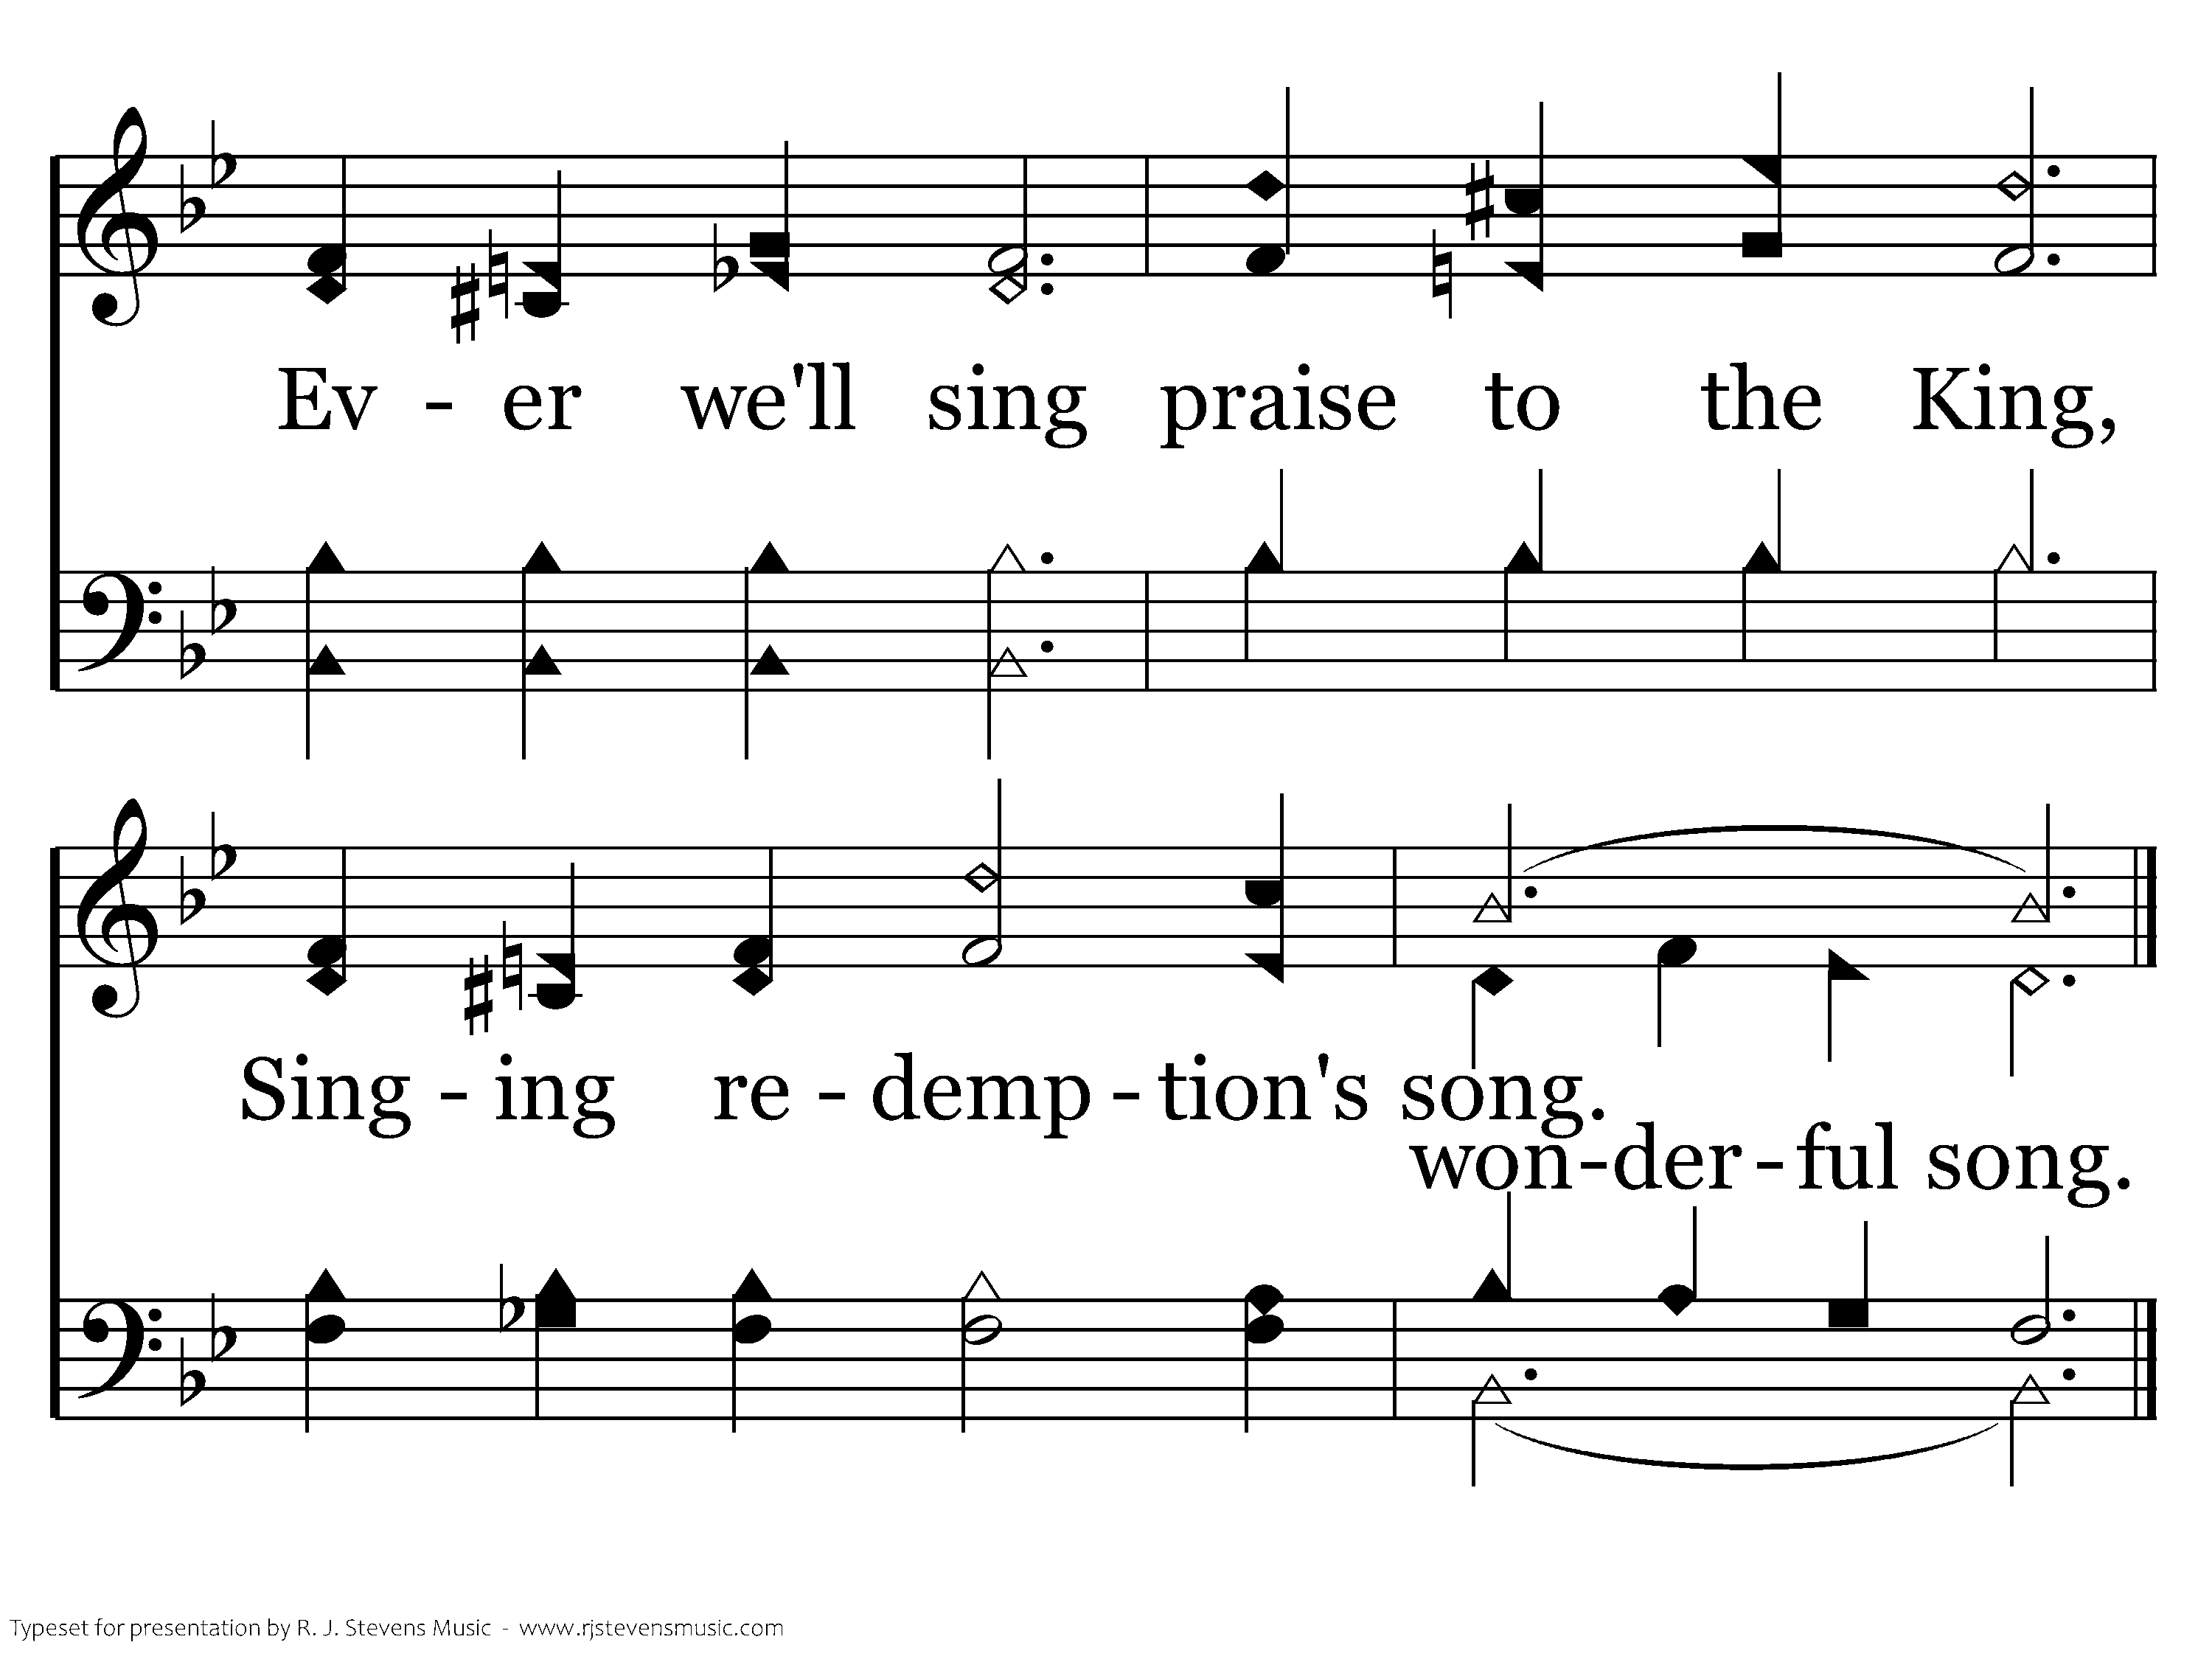 Ev - er we'll sing praise to the King,
Sing - ing re - demp - tion's song.
won - der - ful song.
Typeset for presentation by R. J. Stevens Music - www.rjstevensmusic.com